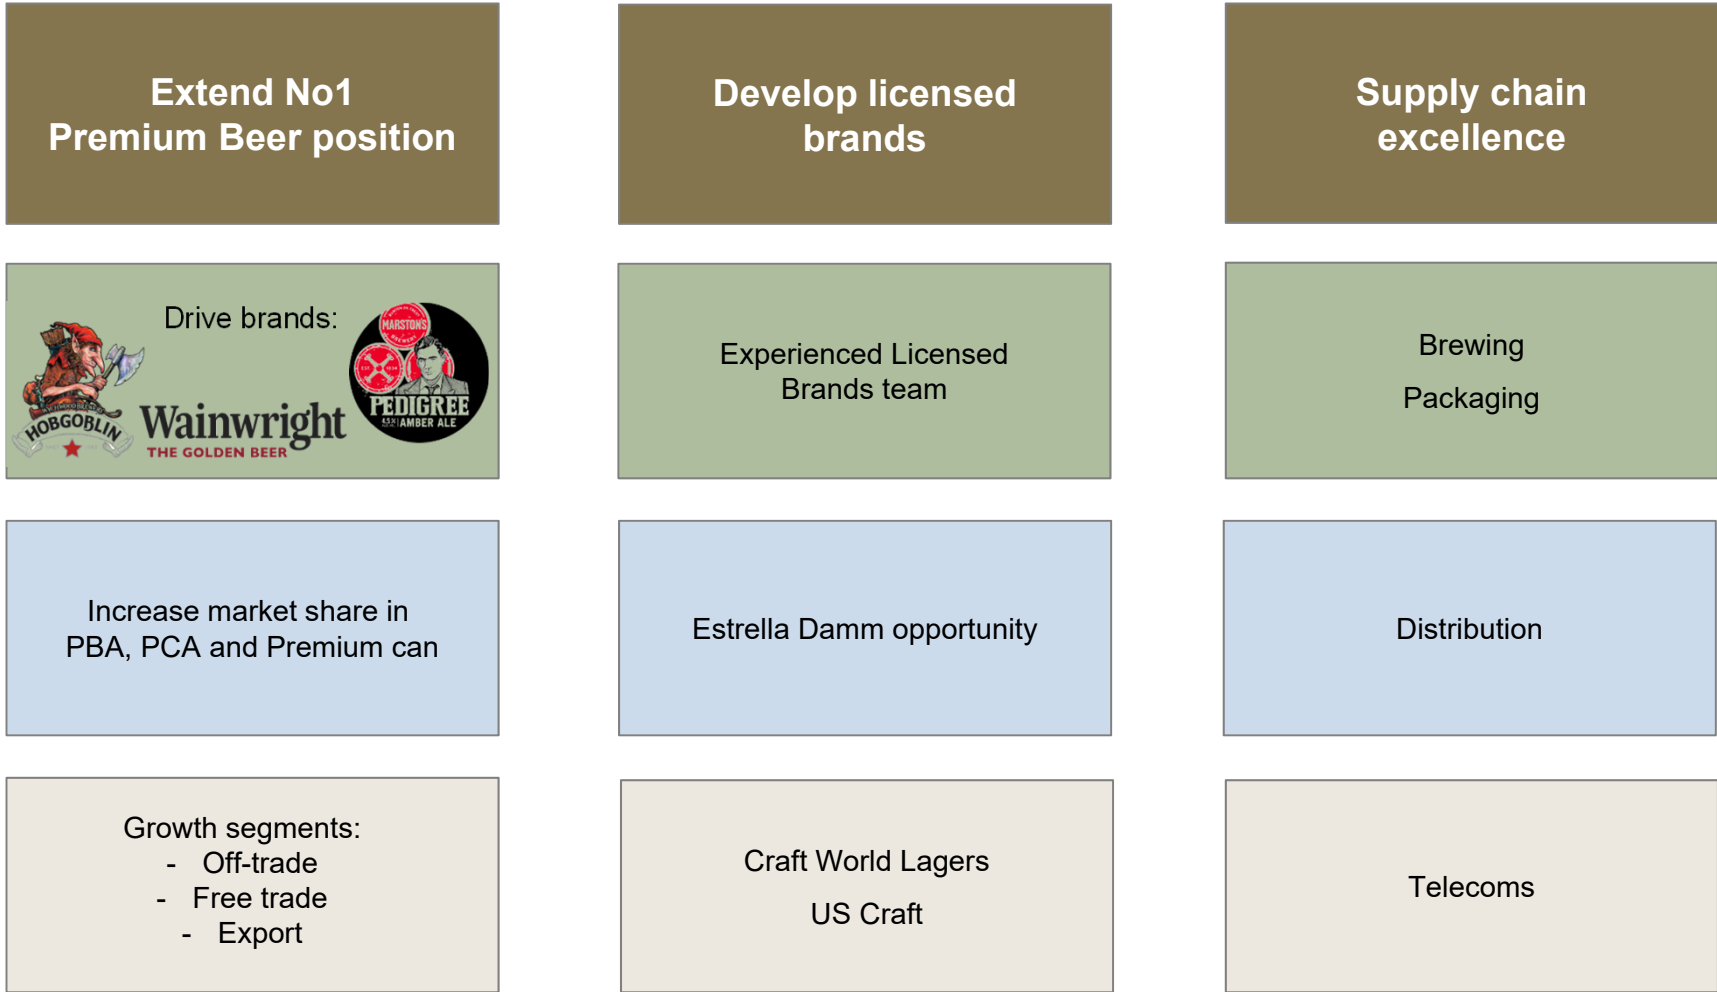 Extend No1
Premium Beer position
Develop licensed
brands
Supply chain
excellence
Drive brands:
HOBGOBLIN
Wainwright
THE GOLDEN BEER
MARSTON'S
BREWERY
PEDIGREE
AMBER ALE
Experienced Licensed
Brands team
Brewing
Packaging
Increase market share in
PBA, PCA and Premium can
Estrella Damm opportunity
Distribution
Growth segments:
- Off-trade
- Free trade
- Export
Craft World Lagers
US Craft
Telecoms